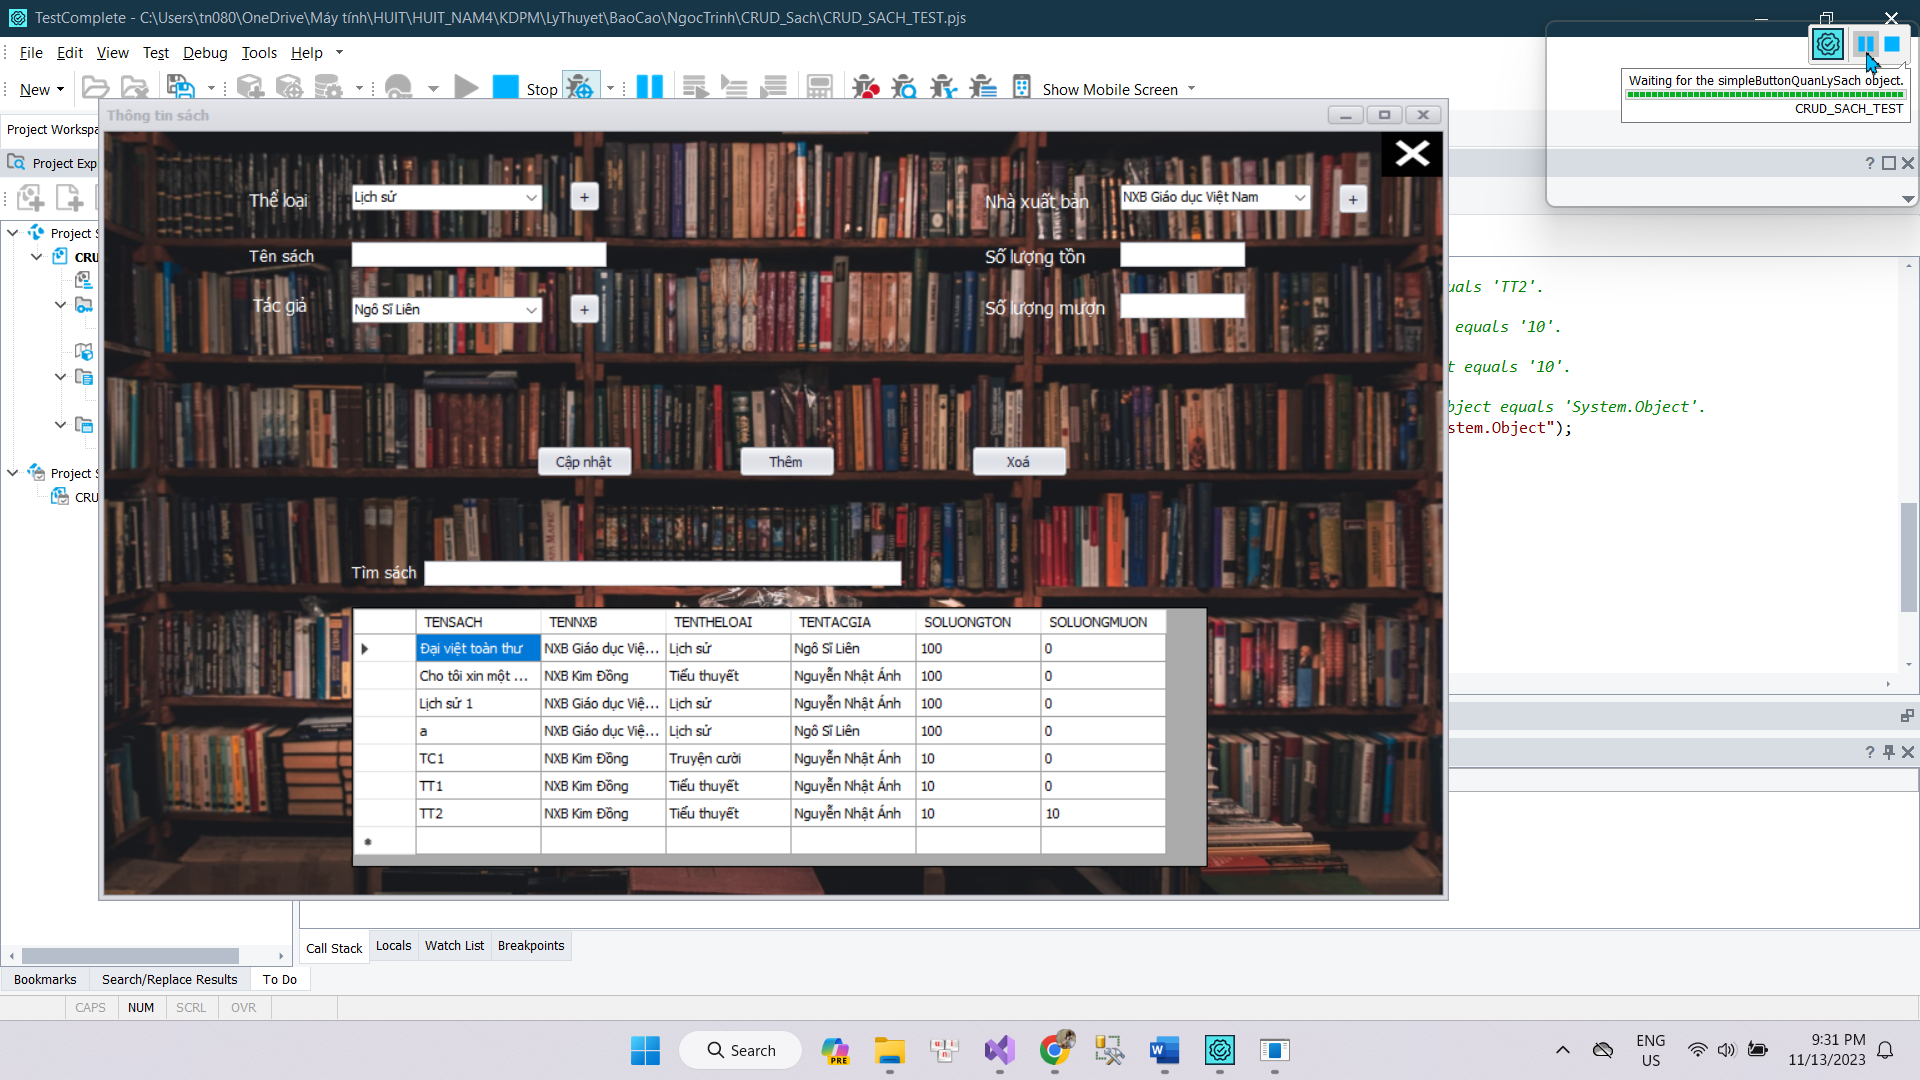 TestComplete - C:\Users\tn080\OneDrive\Máy tính\HUIT\HUIT_NAM4\KDPM\LyThuyet\BaoCao\NgocTrinh\CRUD_Sach\CRUD_SACH_TEST.pjs
File Edit View Test Debug Tools Help
New Stop Show Mobile Screen
Waiting for the simpleButtonQuanLySach object.
CRUD_SACH_TEST
Project Workspa
Project Exp
Project S
CRU
Project S
CRU
Thông tin sách
Thể loại Lịch sử + Nhà xuất bản NXB Giáo dục Việt Nam +
Tên sách Số lượng tồn
Tác giả Ngô Sĩ Liên + Số lượng mượn
Cập nhật Thêm Xoá
Tìm sách
TENSACH TENNXB TENTHELOAI TENTACGIA SOLUONGTON SOLUONGMUON
Đại việt toàn thư NXB Giáo dục Việ... Lịch sử Ngô Sĩ Liên 100 0
Cho tôi xin một ... NXB Kim Đồng Tiểu thuyết Nguyễn Nhật Ánh 100 0
Lịch sử 1 NXB Giáo dục Việ... Lịch sử Nguyễn Nhật Ánh 100 0
a NXB Giáo dục Việ... Lịch sử Ngô Sĩ Liên 100 0
TC1 NXB Kim Đồng Truyện cười Nguyễn Nhật Ánh 10 0
TT1 NXB Kim Đồng Tiểu thuyết Nguyễn Nhật Ánh 10 0
TT2 NXB Kim Đồng Tiểu thuyết Nguyễn Nhật Ánh 10 10
uals 'TT2'.
equals '10'.
t equals '10'.
bject equals 'System.Object'.
stem.Object");
Call Stack Locals Watch List Breakpoints
Bookmarks Search/Replace Results To Do
CAPS NUM SCRL OVR
Search
PRE
ENG
US
9:31 PM
11/13/2023